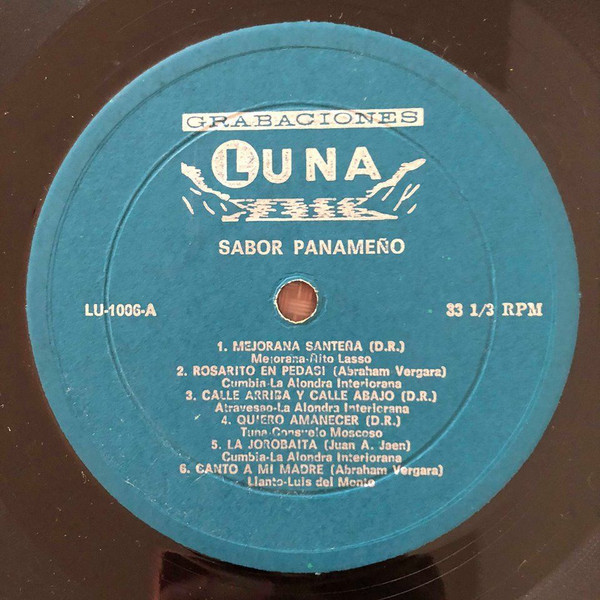 GRABACIONES
LUNA
SABOR PANAMEÑO
LU-1006-A
33 1/3 RPM
1. MEJORANA SANTEÑA (D.R.)
Mejorana-Rito Lasso
2. ROSARITO EN PEDASI (Abraham Vergara)
Cumbia-La Alondra Interiorana
3. CALLE ARRIBA Y CALLE ABAJO (D.R.)
Atravesao-La Alondra Interiorana
4. QUIERO AMANECER (D.R.)
Tuna-Consuelo Moscoso
5. LA JOROBAITA (Juan A. Jaen)
Cumbia-La Alondra Interiorana
6. CANTO A MI MADRE (Abraham Vergara)
Llanto-Luis del Monte